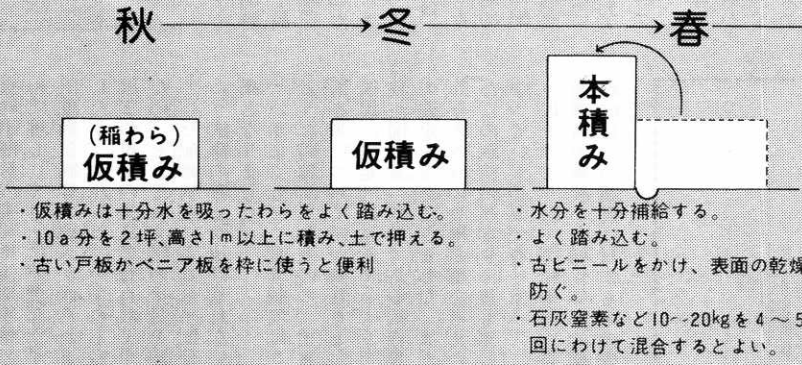 秋 冬 春
(稲わら)
仮積み
仮積み
本積み
・仮積みは十分水を吸ったわらをよく踏み込む。
・10a分を2坪、高さ1m以上に積み、土で押える。
・古い戸板かベニア板を枠に使うと便利
・水分を十分補給する。
・よく踏み込む。
・古ビニールをかけ、表面の乾燥
防ぐ。
・石灰窒素など10~20kgを4~5
回にわけて混合するとよい。